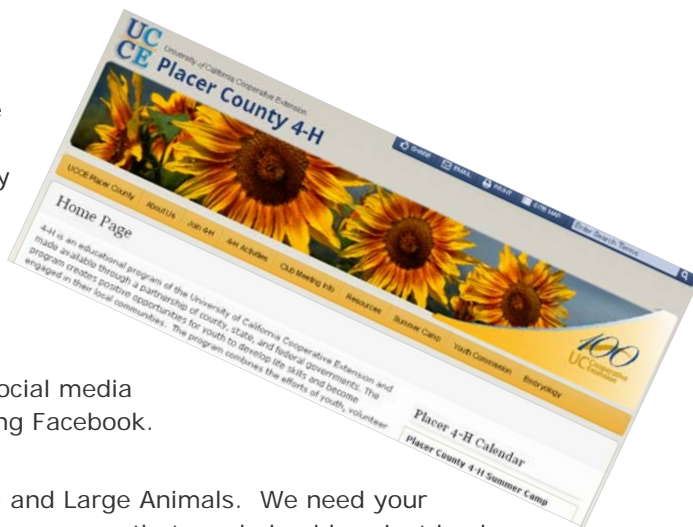 UC
CE
University of California Cooperative Extension
Placer County 4-H
SHARE
EMAIL
PRINT
SITE MAP
Enter Search Terms
UCCE Placer County
About Us
Join 4-H
4-H Activities
Club Meeting Info
Resources
Summer Camp
Youth Commission
Embryology
100
UC Cooperative
Extension
Home Page
4-H is an educational program of the University of California Cooperative Extension and
made available through a partnership of county, state, and federal governments. The
program creates positive opportunities for youth to develop life skills and become
engaged in their local communities. The program combines the efforts of youth, volunteer
Placer 4-H Calendar
Placer County 4-H Summer Camp
y
ocial media
ng Facebook.
and Large Animals. We need your